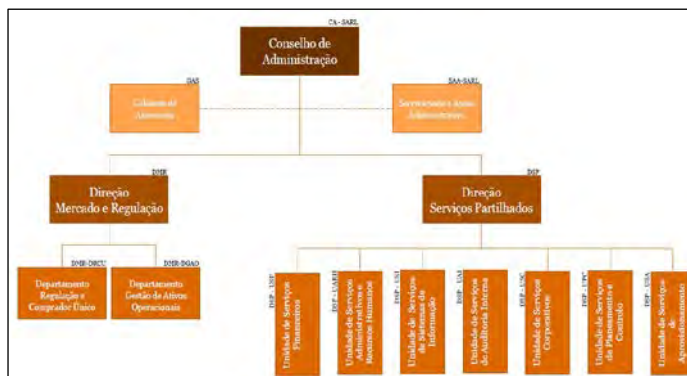 CA - SARL
Conselho de
Administração
GAS
Gabinete de
Assessoria
SAA-SARL
Secretariado e Apoio
Administrativo
DMR
Direção
Mercado e Regulação
DSP
Direção
Serviços Partilhados
DMR-DRCU
Departamento
Regulação e
Comprador Único
DMR-DGAO
Departamento
Gestão de Ativos
Operacionais
DSP - USF
Unidade de Serviços
Financeiros
DSP - UARH
Unidade de Serviços
Administrativos e
Recursos Humanos
DSP - USI
Unidade de Serviços
de Sistemas de
Informação
DSP - UAI
Unidade de Serviços
de Auditoria Interna
DSP - USC
Unidade de Serviços
Corporativos
DSP - UPC
Unidade de Serviços
de Planeamento e
Controlo
DSP - USA
Unidade de Serviços
de
Aprovisionamento